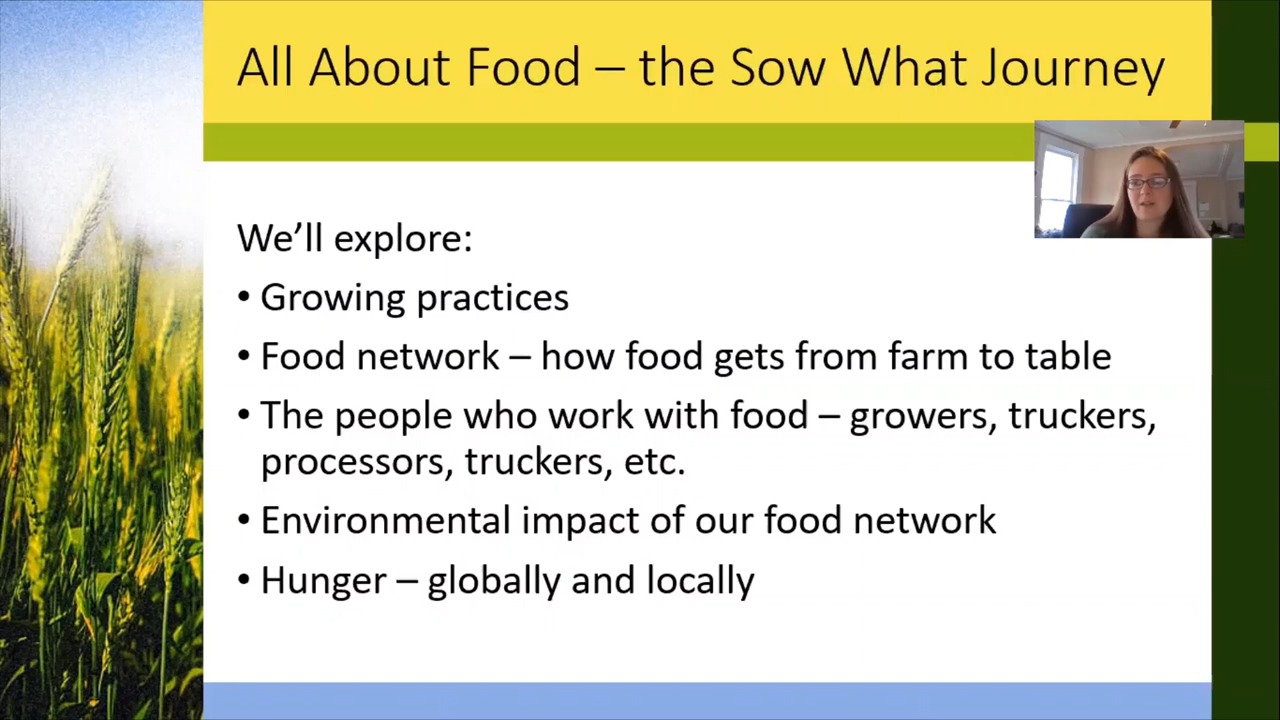 All About Food – the Sow What Journey
We’ll explore:
• Growing practices
• Food network – how food gets from farm to table
• The people who work with food – growers, truckers,
processors, truckers, etc.
• Environmental impact of our food network
• Hunger – globally and locally